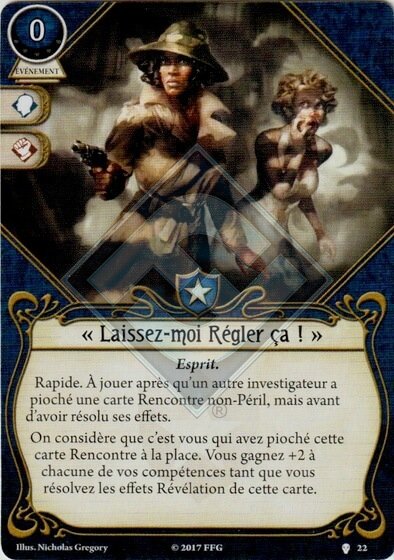 0
ÉVÉNEMENT
« Laissez-moi Régler ça ! »
Esprit.
Rapide. À jouer après qu'un autre investigateur a
pioché une carte Rencontre non-Péril, mais avant
d'avoir résolu ses effets.
On considère que c'est vous qui avez pioché cette
carte Rencontre à la place. Vous gagnez +2 à
chacune de vos compétences tant que vous
résolvez les effets Révélation de cette carte.
Illus. Nicholas Gregory © 2017 FFG 22
®